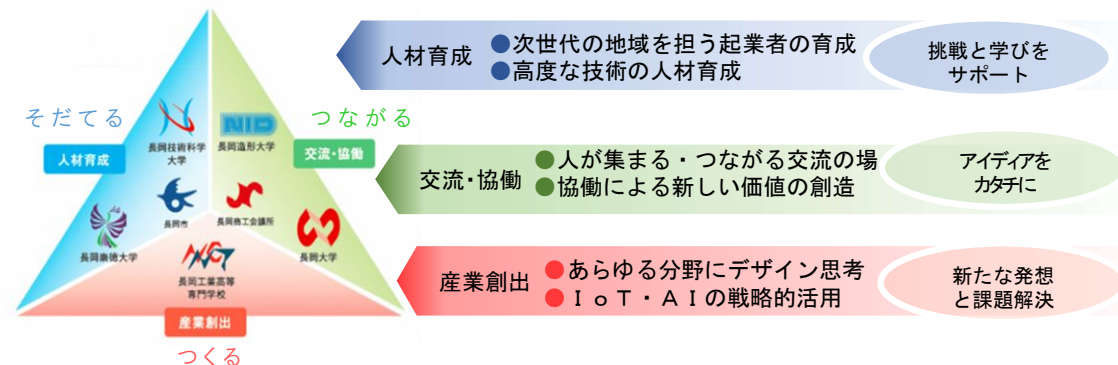 そだてる
人材育成
つながる
交流・協働
長岡技術科学
大学
NID
長岡造形大学
長岡市
長岡商工会議所
長岡崇徳大学
長岡大学
長岡工業高等
専門学校
産業創出
つくる
人材育成
●次世代の地域を担う起業者の育成
●高度な技術の人材育成
挑戦と学びを
サポート
交流・協働
●人が集まる・つながる交流の場
●協働による新しい価値の創造
アイディアを
カタチに
産業創出
●あらゆる分野にデザイン思考
●ＩｏＴ・ＡＩの戦略的活用
新たな発想
と課題解決